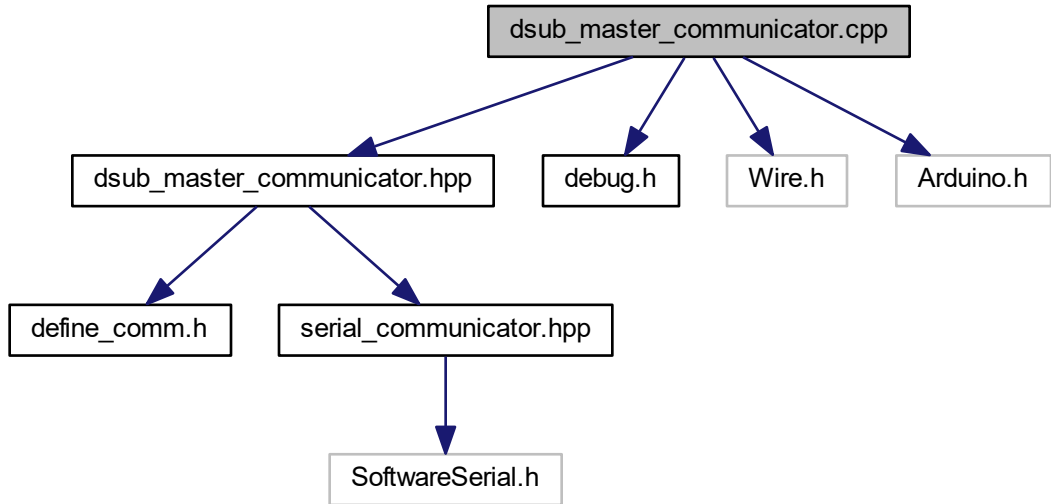 dsub_master_communicator.cpp
dsub_master_communicator.hpp
debug.h
Wire.h
Arduino.h
define_comm.h
serial_communicator.hpp
SoftwareSerial.h